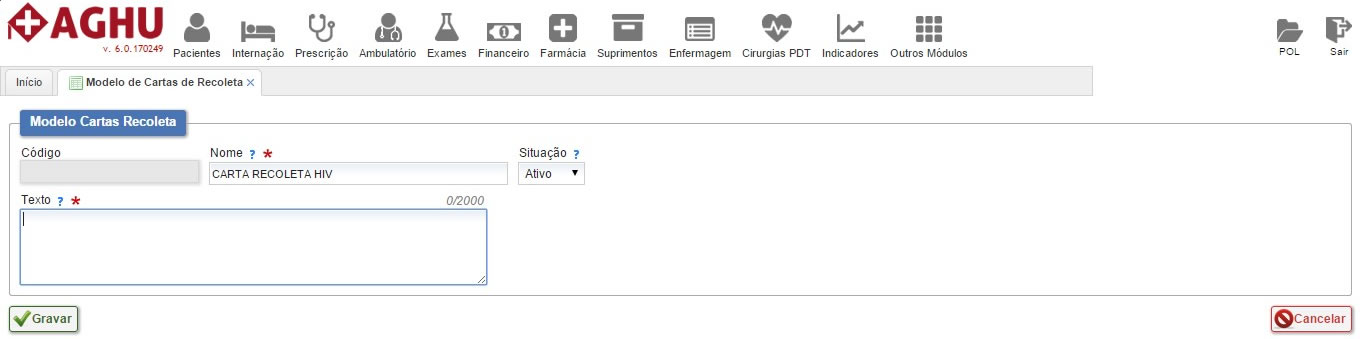 AGHU
v. 6.0.170249
Pacientes Internação Prescrição Ambulatório Exames Financeiro Farmácia Suprimentos Enfermagem Cirurgias PDT Indicadores Outros Módulos POL Sair
Início Modelo de Cartas de Recoleta ×
Modelo Cartas Recoleta
Código Nome ? * Situação ?
CARTA RECOLETA HIV Ativo
Texto ? * 0/2000
Gravar Cancelar